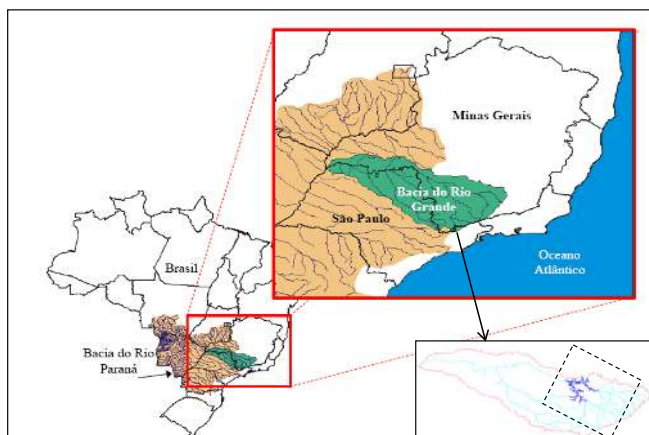 Minas Gerais
Bacia do Rio
Grande
São Paulo
Oceano
Atlântico
Brasil
Bacia do Rio
Paraná